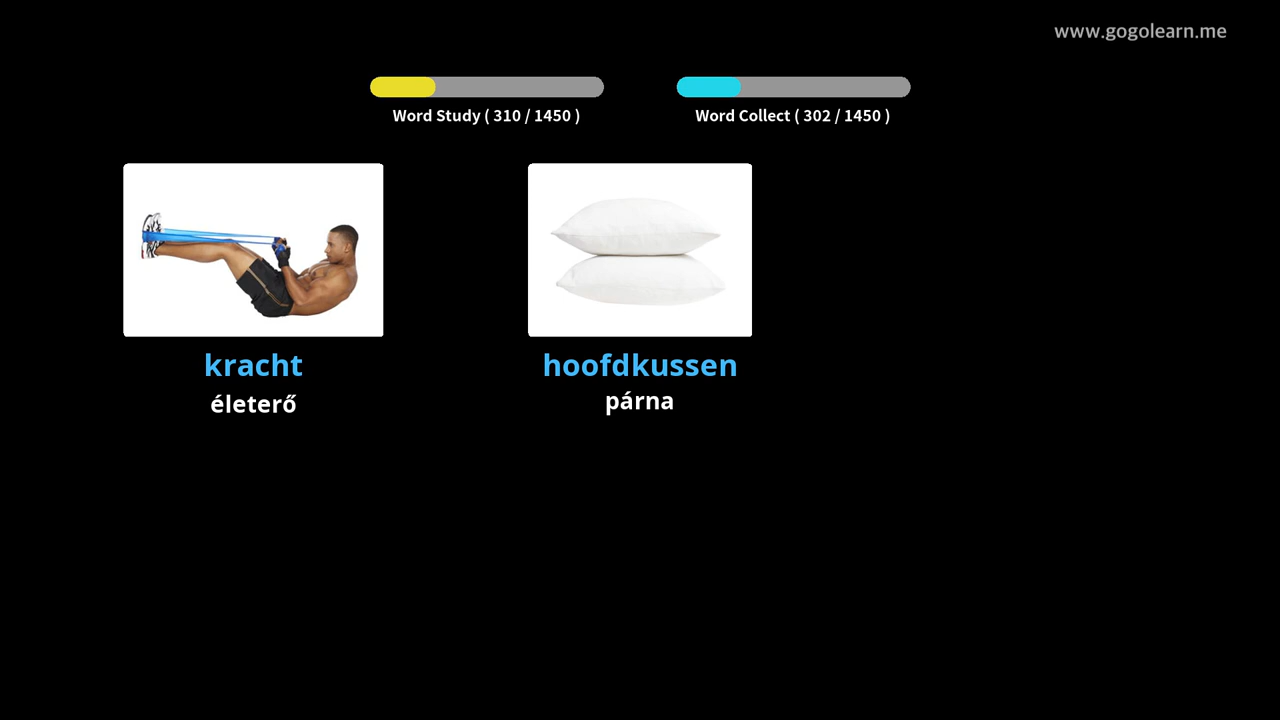 www.gogolearn.me
Word Study ( 310 / 1450 )
Word Collect ( 302 / 1450 )
kracht
életerő
hoofdkussen
párna